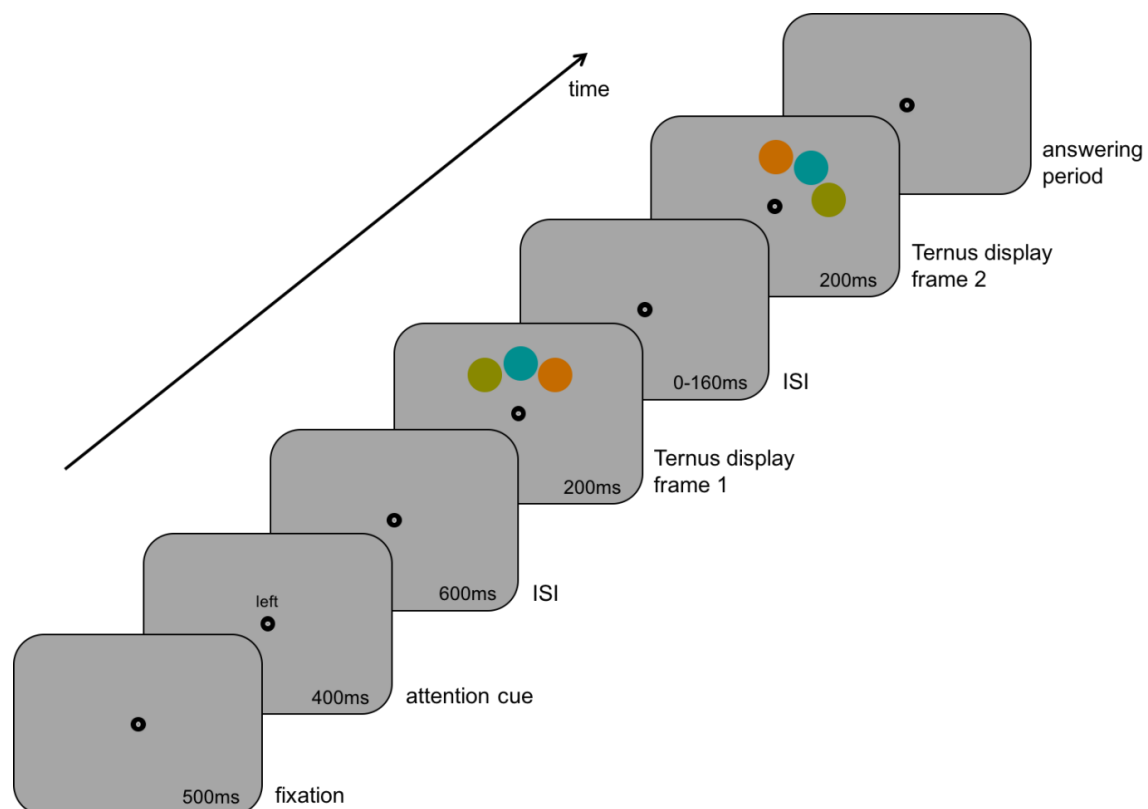 time
answering
period
200ms
Ternus display
frame 2
0-160ms
ISI
200ms
Ternus display
frame 1
600ms
ISI
left
400ms
attention cue
500ms
fixation